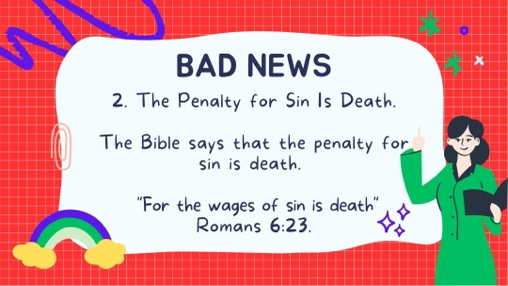 BAD NEWS
2. The Penalty for Sin Is Death.
The Bible says that the penalty for
sin is death.
"For the wages of sin is death"
Romans 6:23.